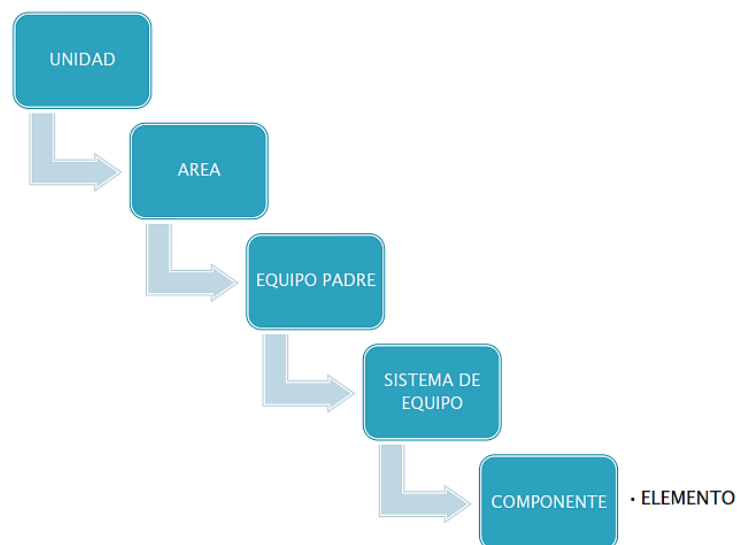 UNIDAD
AREA
EQUIPO PADRE
SISTEMA DE
EQUIPO
COMPONENTE
· ELEMENTO